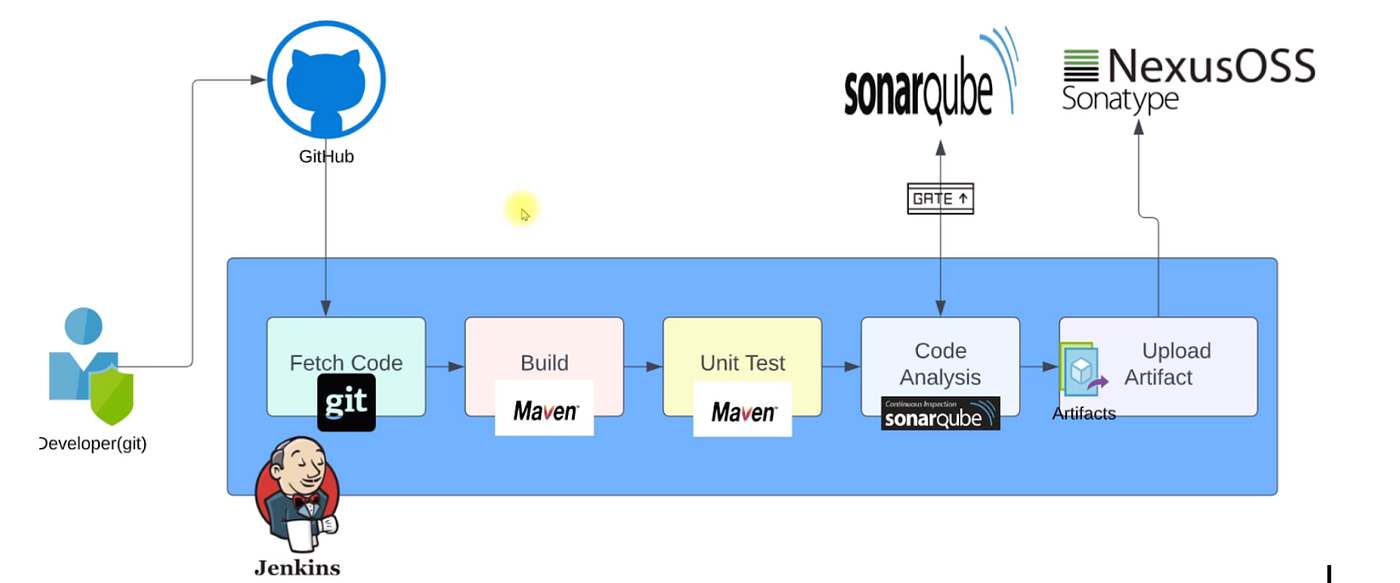 GitHub
sonarqube
NexusOSS
Sonatype
GATE ↑
Fetch Code
git
Build
Maven
Unit Test
Maven
Code
Analysis
Continuous Inspection
sonarqube
Upload
Artifact
Artifacts
Developer(git)
Jenkins